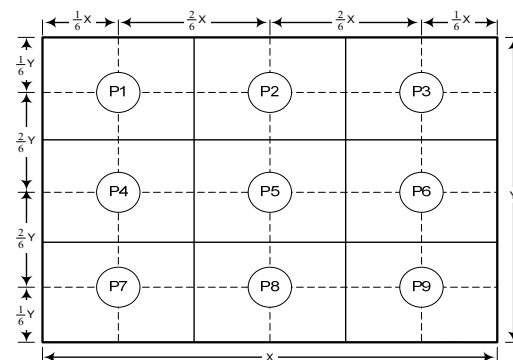 1/6 X 2/6 X 2/6 X 1/6 X
1/6 Y
P1 P2 P3
2/6 Y
P4 P5 P6
2/6 Y
P7 P8 P9
1/6 Y
X